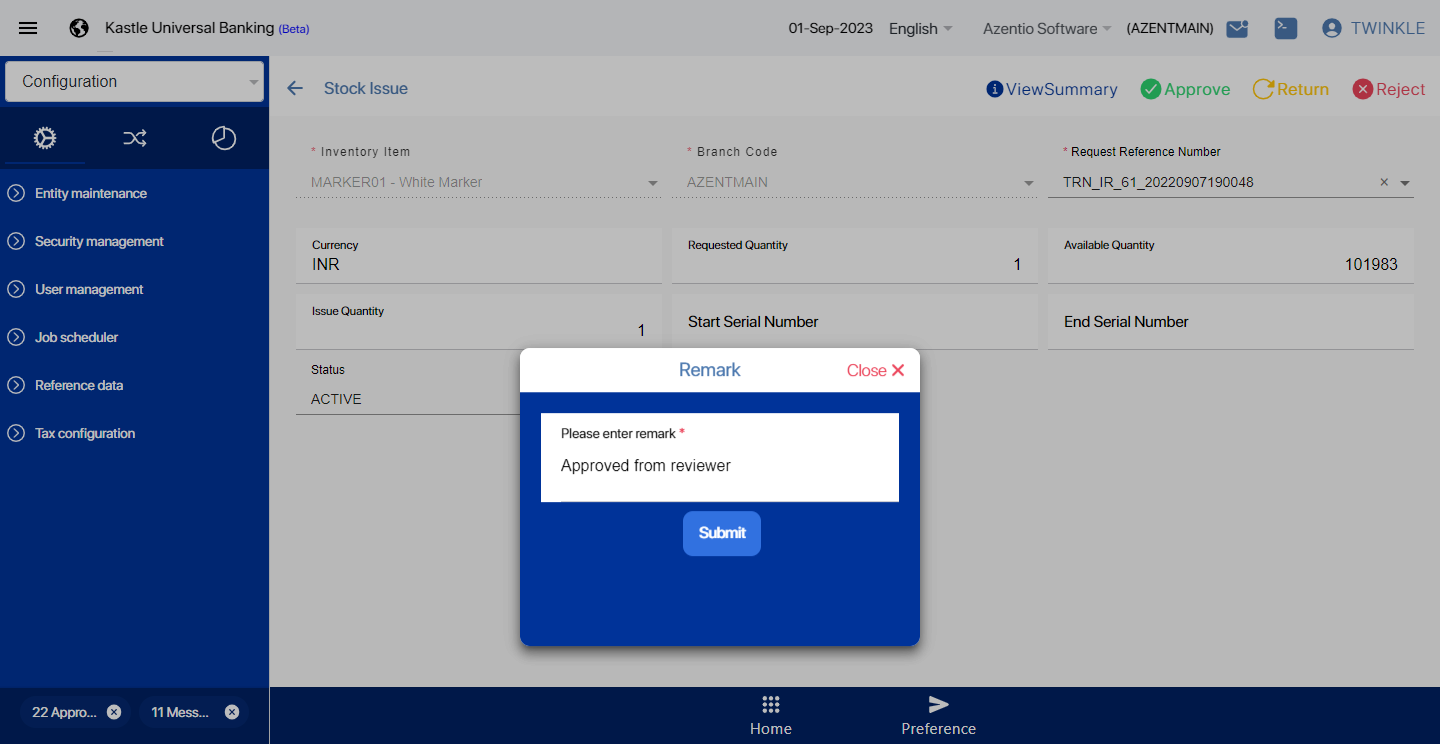 Kastle Universal Banking (Beta)
01-Sep-2023 English Azentio Software (AZENTMAIN) TWINKLE
Configuration
Stock Issue
ViewSummary Approve Return Reject
Entity maintenance
Security management
User management
Job scheduler
Reference data
Tax configuration
* Inventory Item * Branch Code * Request Reference Number
MARKER01 - White Marker AZENTMAIN TRN_IR_61_20220907190048 ×
Currency Requested Quantity Available Quantity
INR 1 101983
Issue Quantity
1 Start Serial Number End Serial Number
Status
ACTIVE
Remark Close
Please enter remark *
Approved from reviewer
Submit
22 Appro... 11 Mess...
Home Preference